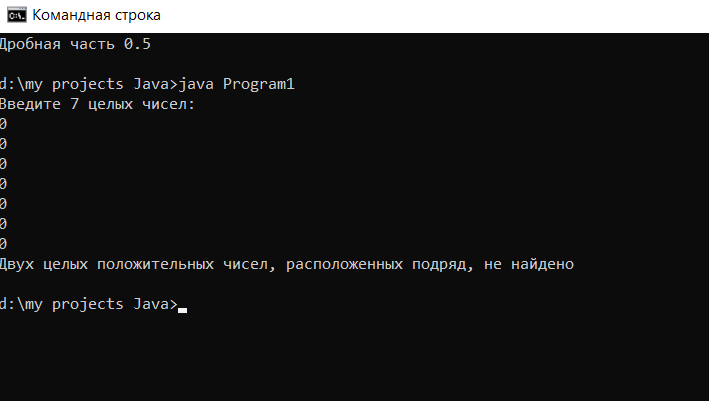 Командная строка
Дробная часть 0.5
d:\my projects Java>java Program1
Введите 7 целых чисел:
0
0
0
0
0
0
0
Двух целых положительных чисел, расположенных подряд, не найдено
d:\my projects Java>